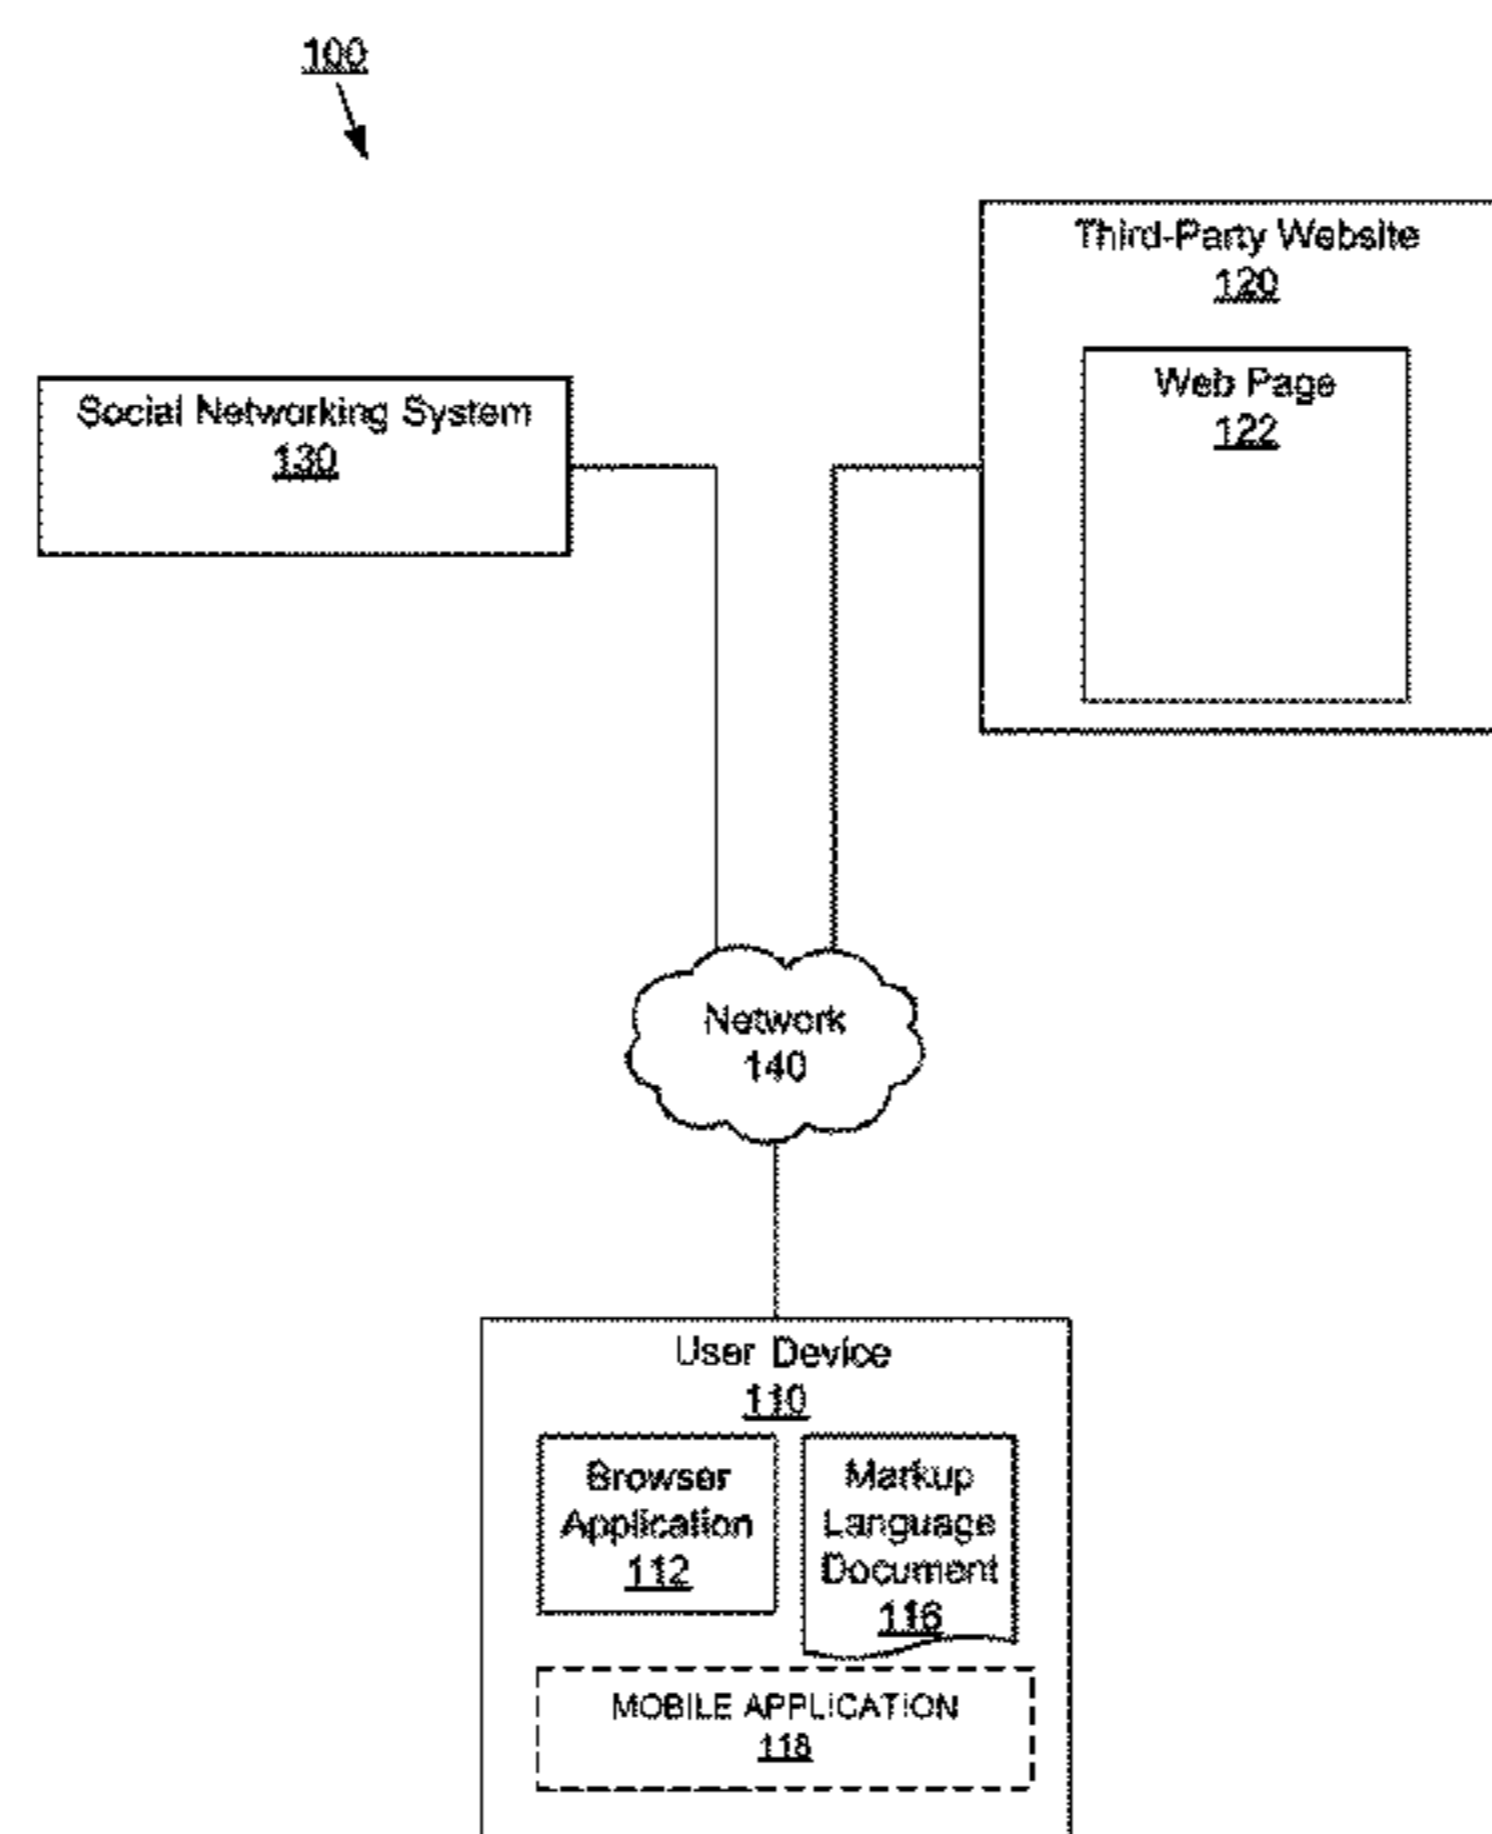 100
Third-Party Website
120
Web Page
122
Social Networking System
130
Network
140
User Device
110
Browser
Application
112
Markup
Language
Document
116
MOBILE APPLICATION
118